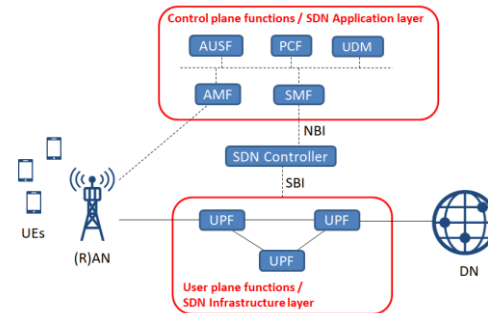 Control plane functions / SDN Application layer
AUSF
PCF
UDM
AMF
SMF
NBI
SDN Controller
SBI
UEs
(R)AN
UPF
UPF
UPF
DN
User plane functions /
SDN Infrastructure layer